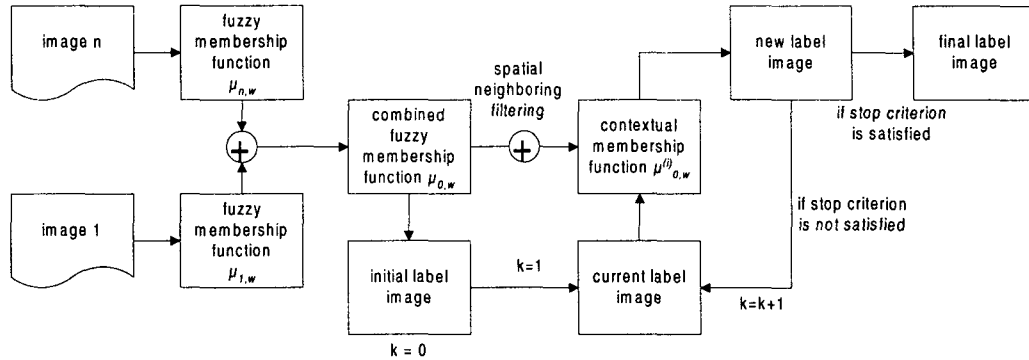 image n
fuzzy
membership
function
μn,w
image 1
fuzzy
membership
function
μ1,w
combined
fuzzy
membership
function μ0,w
spatial
neighboring
filtering
contextual
membership
function μ(i)0,w
new label
image
final label
image
if stop criterion
is satisfied
if stop criterion
is not satisfied
initial label
image
k = 0
k=1
current label
image
k=k+1